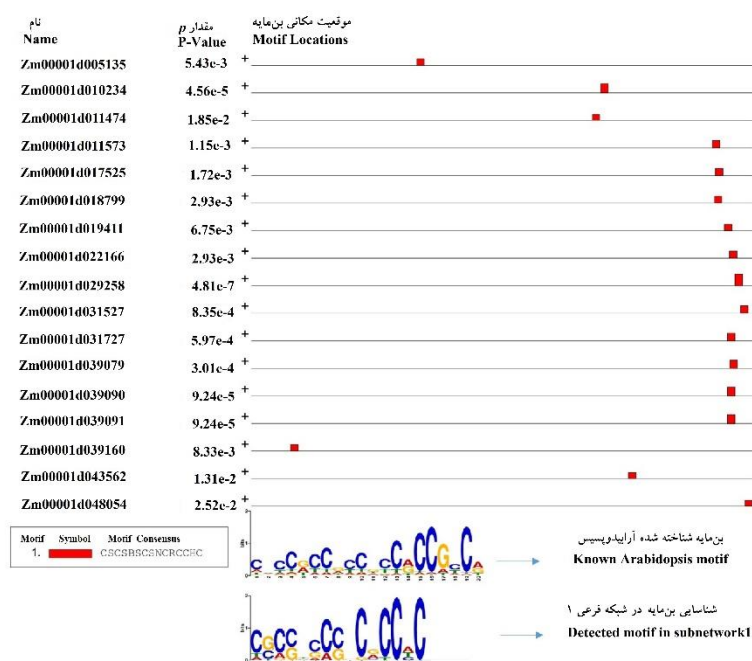 نام مقدار p موقعیت مکانی بن‌مایه
Name P-Value Motif Locations
Zm00001d005135 5.43e-3 +
Zm00001d010234 4.56e-5 +
Zm00001d011474 1.85e-2 +
Zm00001d011573 1.15e-3 +
Zm00001d017525 1.72e-3 +
Zm00001d018799 2.93e-3 +
Zm00001d019411 6.75e-3 +
Zm00001d022166 2.93e-3 +
Zm00001d029258 4.81e-7 +
Zm00001d031527 8.35e-4 +
Zm00001d031727 5.97e-4 +
Zm00001d039079 3.01e-4 +
Zm00001d039090 9.24e-5 +
Zm00001d039091 9.24e-5 +
Zm00001d039160 8.33e-3 +
Zm00001d043562 1.31e-2 +
Zm00001d048054 2.52e-2 +
Motif Symbol Motif Consensus
1. CSCSBSCSNCRCCHC
بن‌مایه شناخته شده آرابیدوپسیس
Known Arabidopsis motif
شناسایی بن‌مایه در شبکه فرعی ۱
Detected motif in subnetwork1